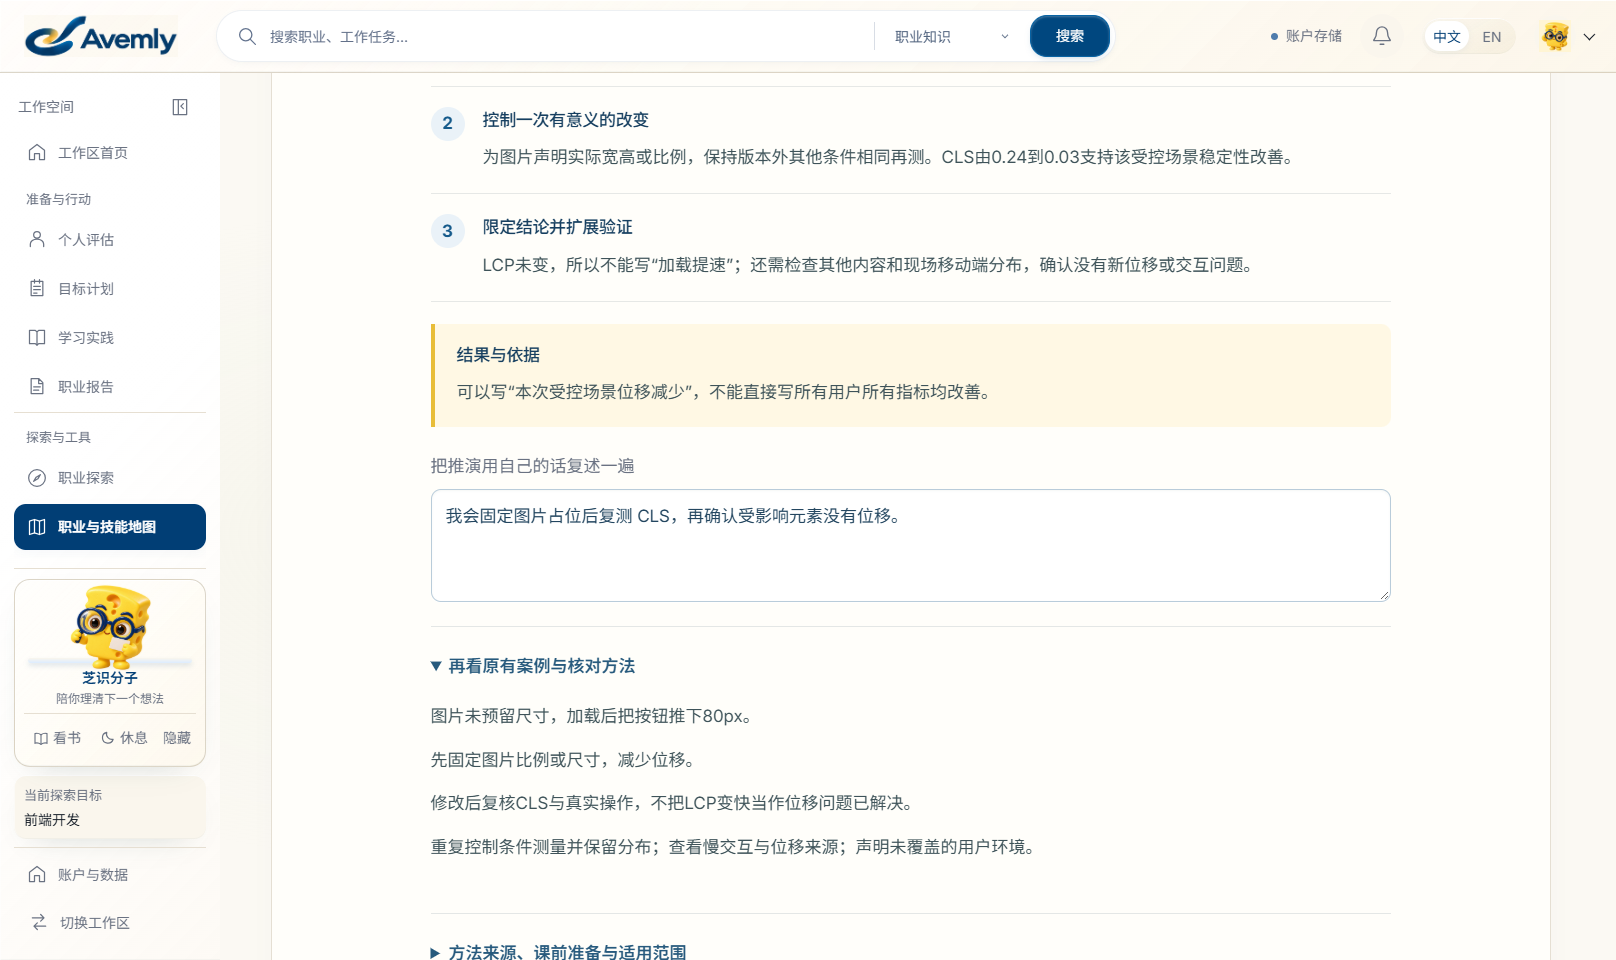 Avemly
搜索职业、工作任务...
职业知识
搜索
账户存储
中文
EN
工作空间
工作区首页
准备与行动
个人评估
目标计划
学习实践
职业报告
探索与工具
职业探索
职业与技能地图
芝识分子
陪你理清下一个想法
看书
休息
隐藏
当前探索目标
前端开发
账户与数据
切换工作区
2
控制一次有意义的改变
为图片声明实际宽高或比例，保持版本外其他条件相同再测。CLS由0.24到0.03支持该受控场景稳定性改善。
3
限定结论并扩展验证
LCP未变，所以不能写“加载提速”；还需检查其他内容和现场移动端分布，确认没有新位移或交互问题。
结果与依据
可以写“本次受控场景位移减少”，不能直接写所有用户所有指标均改善。
把推演用自己的话复述一遍
我会固定图片占位后复测 CLS，再确认受影响元素没有位移。
再看原有案例与核对方法
图片未预留尺寸，加载后把按钮推下80px。
先固定图片比例或尺寸，减少位移。
修改后复核CLS与真实操作，不把LCP变快当作位移问题已解决。
重复控制条件测量并保留分布；查看慢交互与位移来源；声明未覆盖的用户环境。
方法来源、课前准备与适用范围